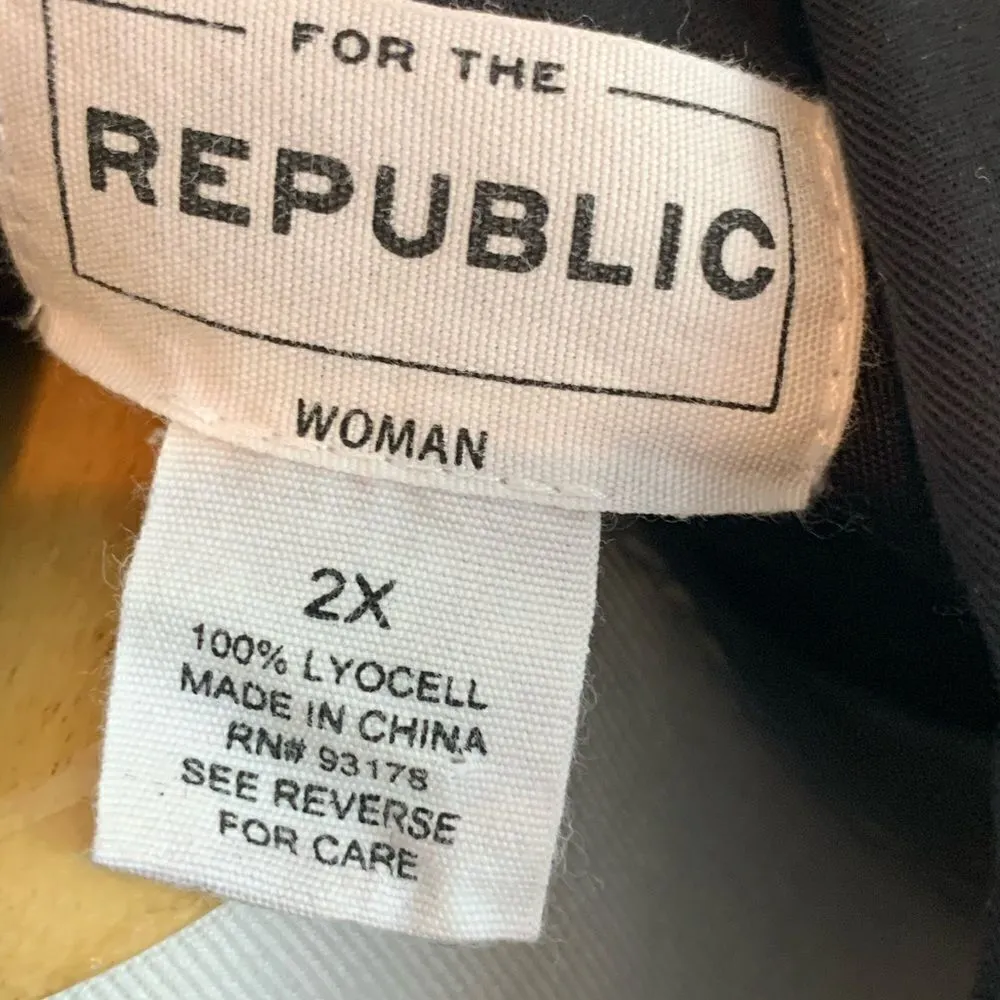 FOR THE
REPUBLIC
WOMAN
2X
100% LYOCELL
MADE IN CHINA
RN# 93178
SEE REVERSE
FOR CARE